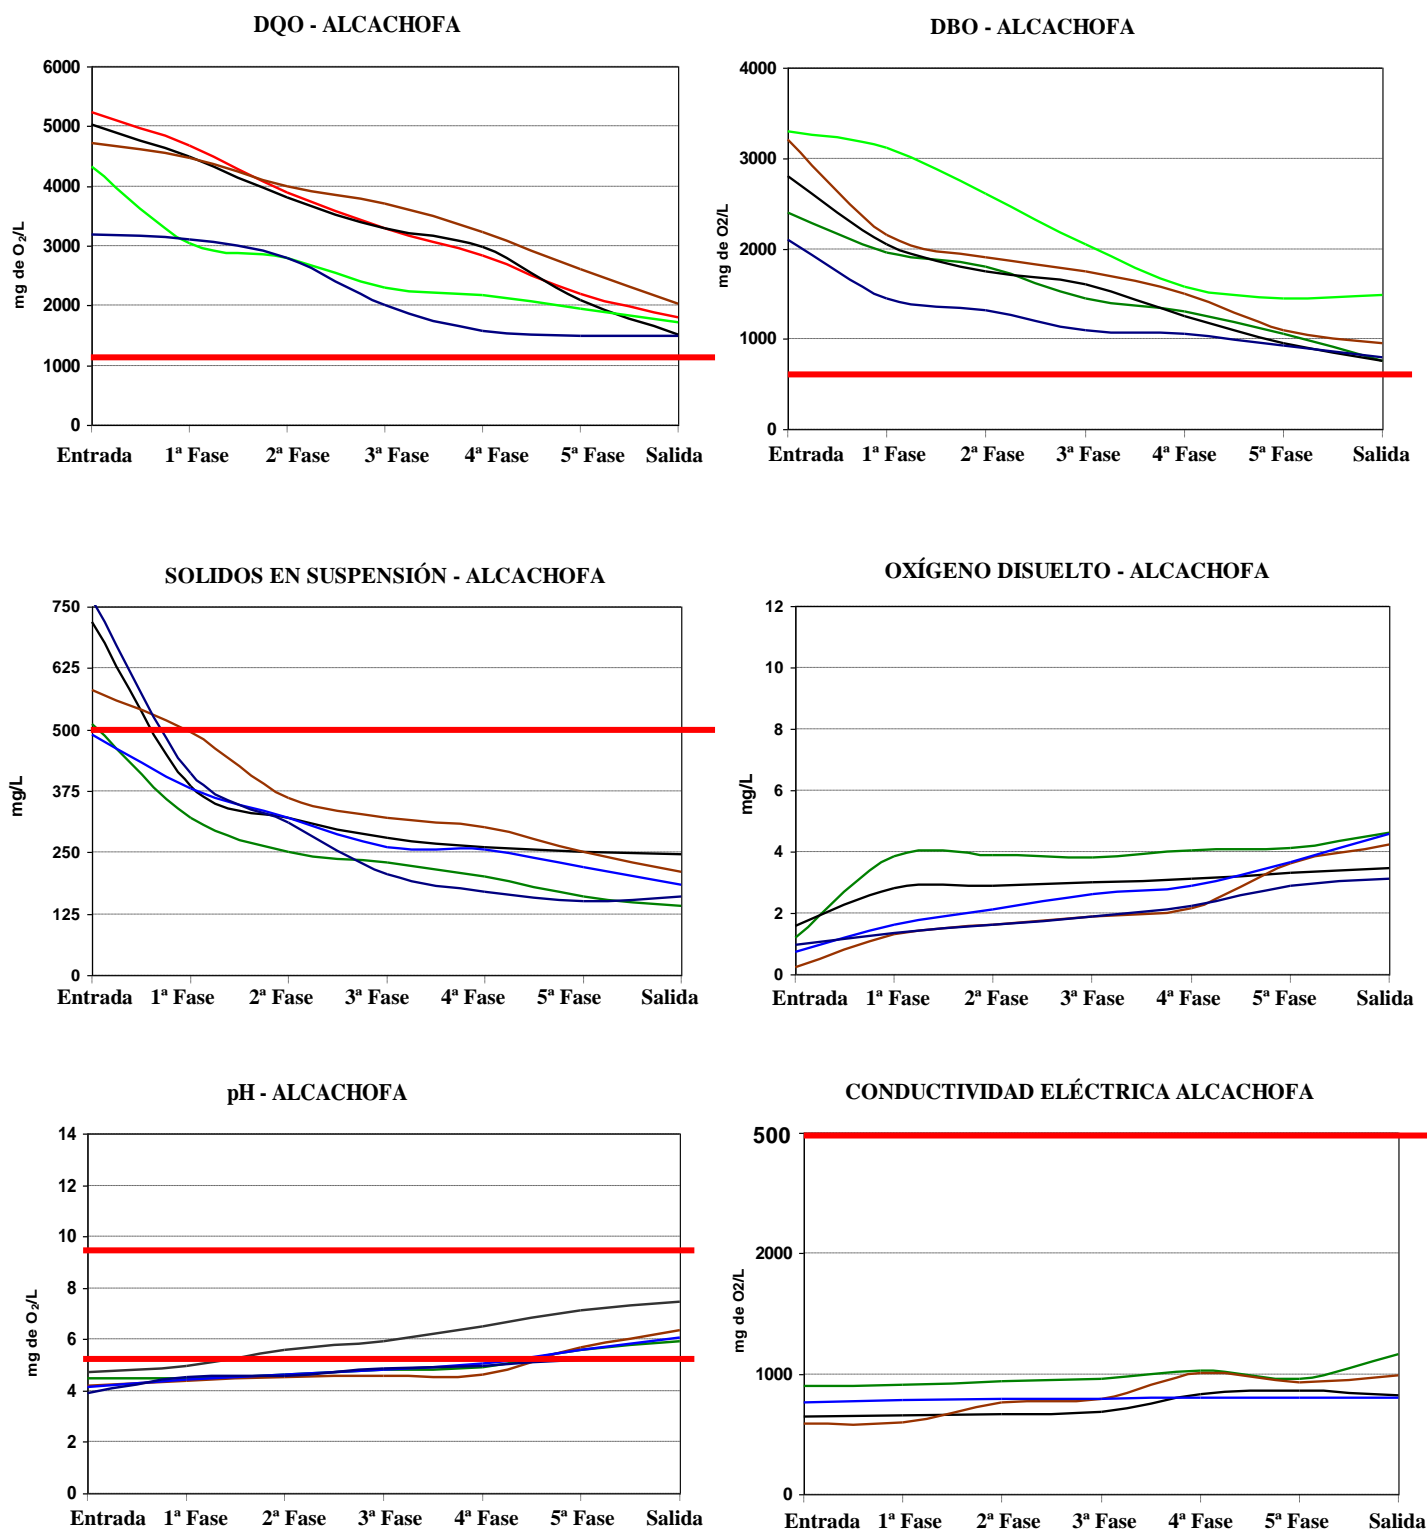 DQO - ALCACHOFA
6000
5000
4000
3000
2000
1000
0
mg de O₂/L
Entrada 1ª Fase 2ª Fase 3ª Fase 4ª Fase 5ª Fase Salida
DBO - ALCACHOFA
4000
3000
2000
1000
0
mg de O2/L
Entrada 1ª Fase 2ª Fase 3ª Fase 4ª Fase 5ª Fase Salida
SOLIDOS EN SUSPENSIÓN - ALCACHOFA
750
625
500
375
250
125
0
mg/L
Entrada 1ª Fase 2ª Fase 3ª Fase 4ª Fase 5ª Fase Salida
OXÍGENO DISUELTO - ALCACHOFA
12
10
8
6
4
2
0
mg/L
Entrada 1ª Fase 2ª Fase 3ª Fase 4ª Fase 5ª Fase Salida
pH - ALCACHOFA
14
12
10
8
6
4
2
0
mg de O₂/L
Entrada 1ª Fase 2ª Fase 3ª Fase 4ª Fase 5ª Fase Salida
CONDUCTIVIDAD ELÉCTRICA ALCACHOFA
500
2000
1000
0
mg de O2/L
Entrada 1ª Fase 2ª Fase 3ª Fase 4ª Fase 5ª Fase Salida